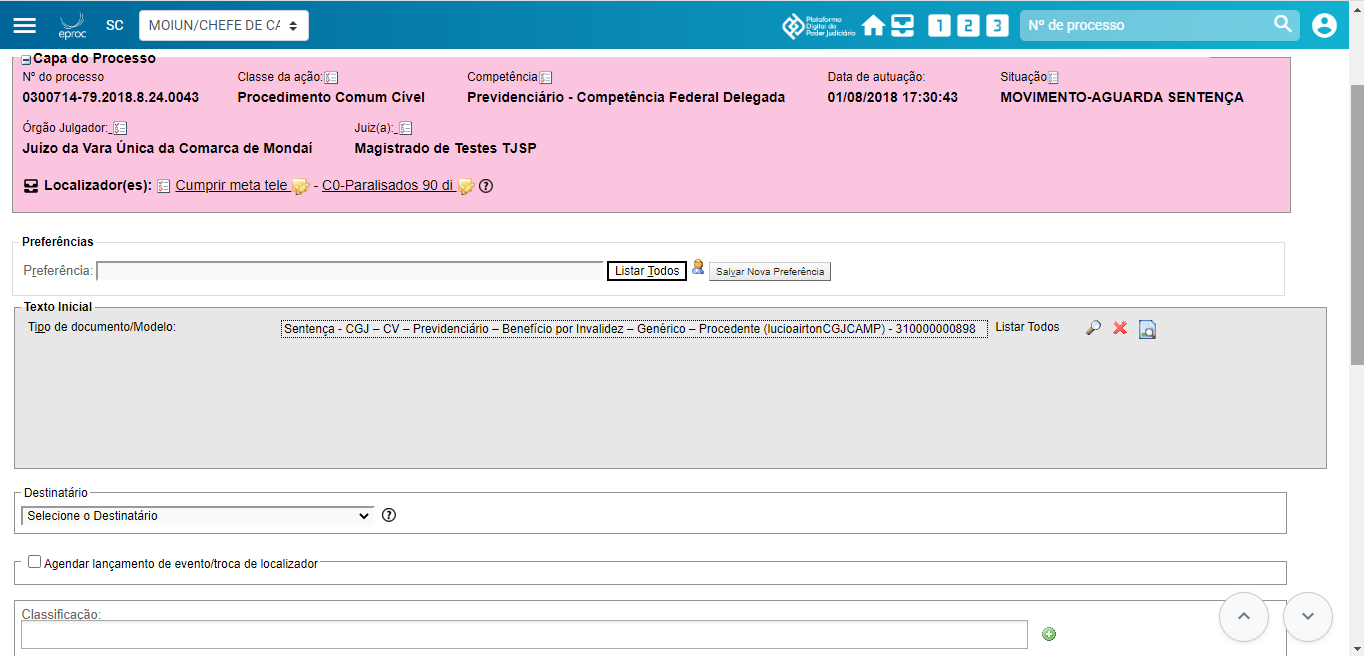 eproc SC MOIUN/CHEFE DE CA Plataforma Digital do Poder Judiciário 1 2 3 Nº de processo
Capa do Processo
Nº do processo Classe da ação: Competência Data de autuação: Situação
0300714-79.2018.8.24.0043 Procedimento Comum Cível Previdenciário - Competência Federal Delegada 01/08/2018 17:30:43 MOVIMENTO-AGUARDA SENTENÇA
Órgão Julgador: Juiz(a):
Juízo da Vara Única da Comarca de Mondaí Magistrado de Testes TJSP
Localizador(es): Cumprir meta tele - C0-Paralisados 90 di
Preferências
Preferência: Listar Todos Salvar Nova Preferência
Texto Inicial
Tipo de documento/Modelo: Sentença - CGJ – CV – Previdenciário – Benefício por Invalidez – Genérico – Procedente (lucioairtonCGJCAMP) - 310000000898 Listar Todos
Destinatário
Selecione o Destinatário
Agendar lançamento de evento/troca de localizador
Classificação: